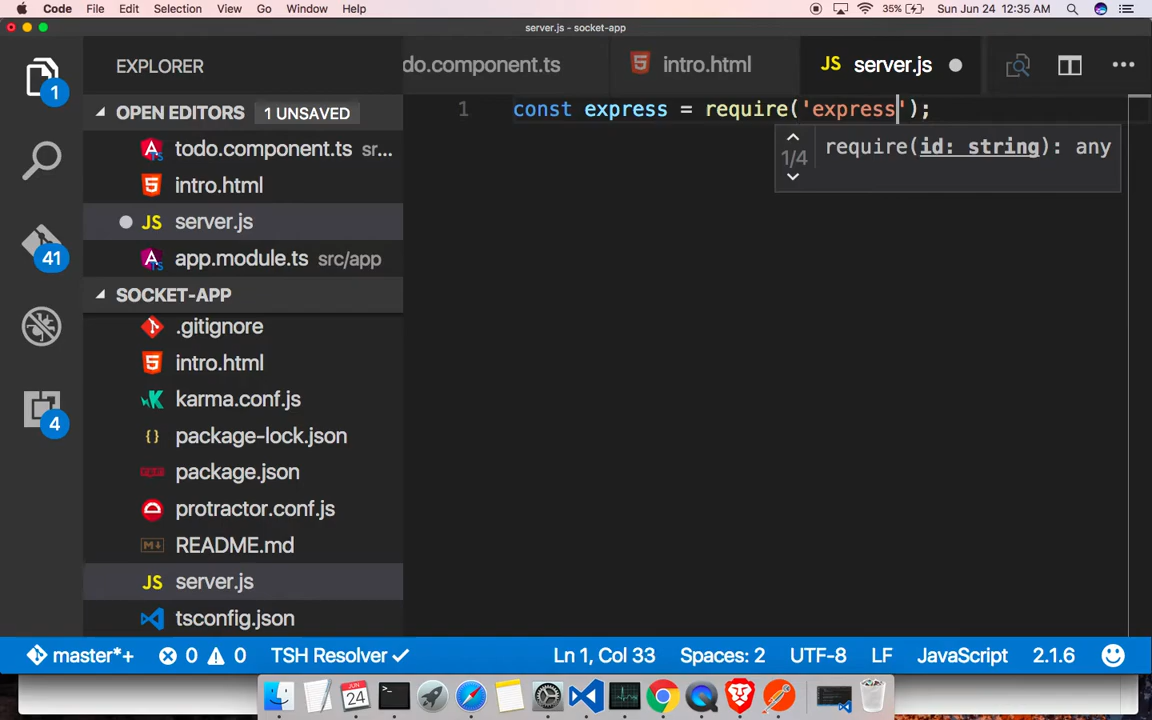 Code File Edit Selection View Go Window Help 35% Sun Jun 24 12:35 AM
server.js - socket-app
EXPLORER
do.component.ts
intro.html
JS server.js
1
OPEN EDITORS 1 UNSAVED
todo.component.ts sr...
intro.html
JS server.js
app.module.ts src/app
41
4
SOCKET-APP
.gitignore
intro.html
karma.conf.js
{} package-lock.json
package.json
protractor.conf.js
README.md
JS server.js
tsconfig.json
1 const express = require('express');
1/4 require(id: string): any
master*+ 0 0 TSH Resolver Ln 1, Col 33 Spaces: 2 UTF-8 LF JavaScript 2.1.6
JUN
24